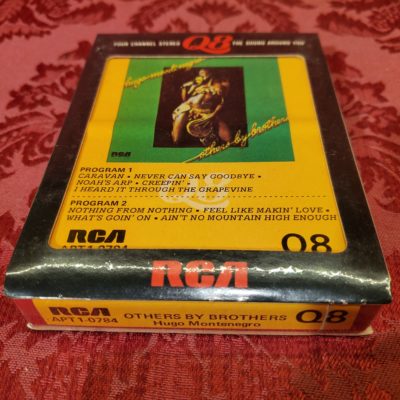 FOUR CHANNEL STEREO Q8 THE SOUND AROUND YOU
hugo montenegro
others by brothers
RCA
PROGRAM 1
CARAVAN • NEVER CAN SAY GOODBYE •
NOAH'S ARP • CREEPIN' •
I HEARD IT THROUGH THE GRAPEVINE
PROGRAM 2
NOTHING FROM NOTHING • FEEL LIKE MAKIN' LOVE •
WHAT'S GOIN' ON • AIN'T NO MOUNTAIN HIGH ENOUGH
RCA
APT1-0784 Q8
RCA
RCA
APT1-0784
OTHERS BY BROTHERS Q8
Hugo Montenegro